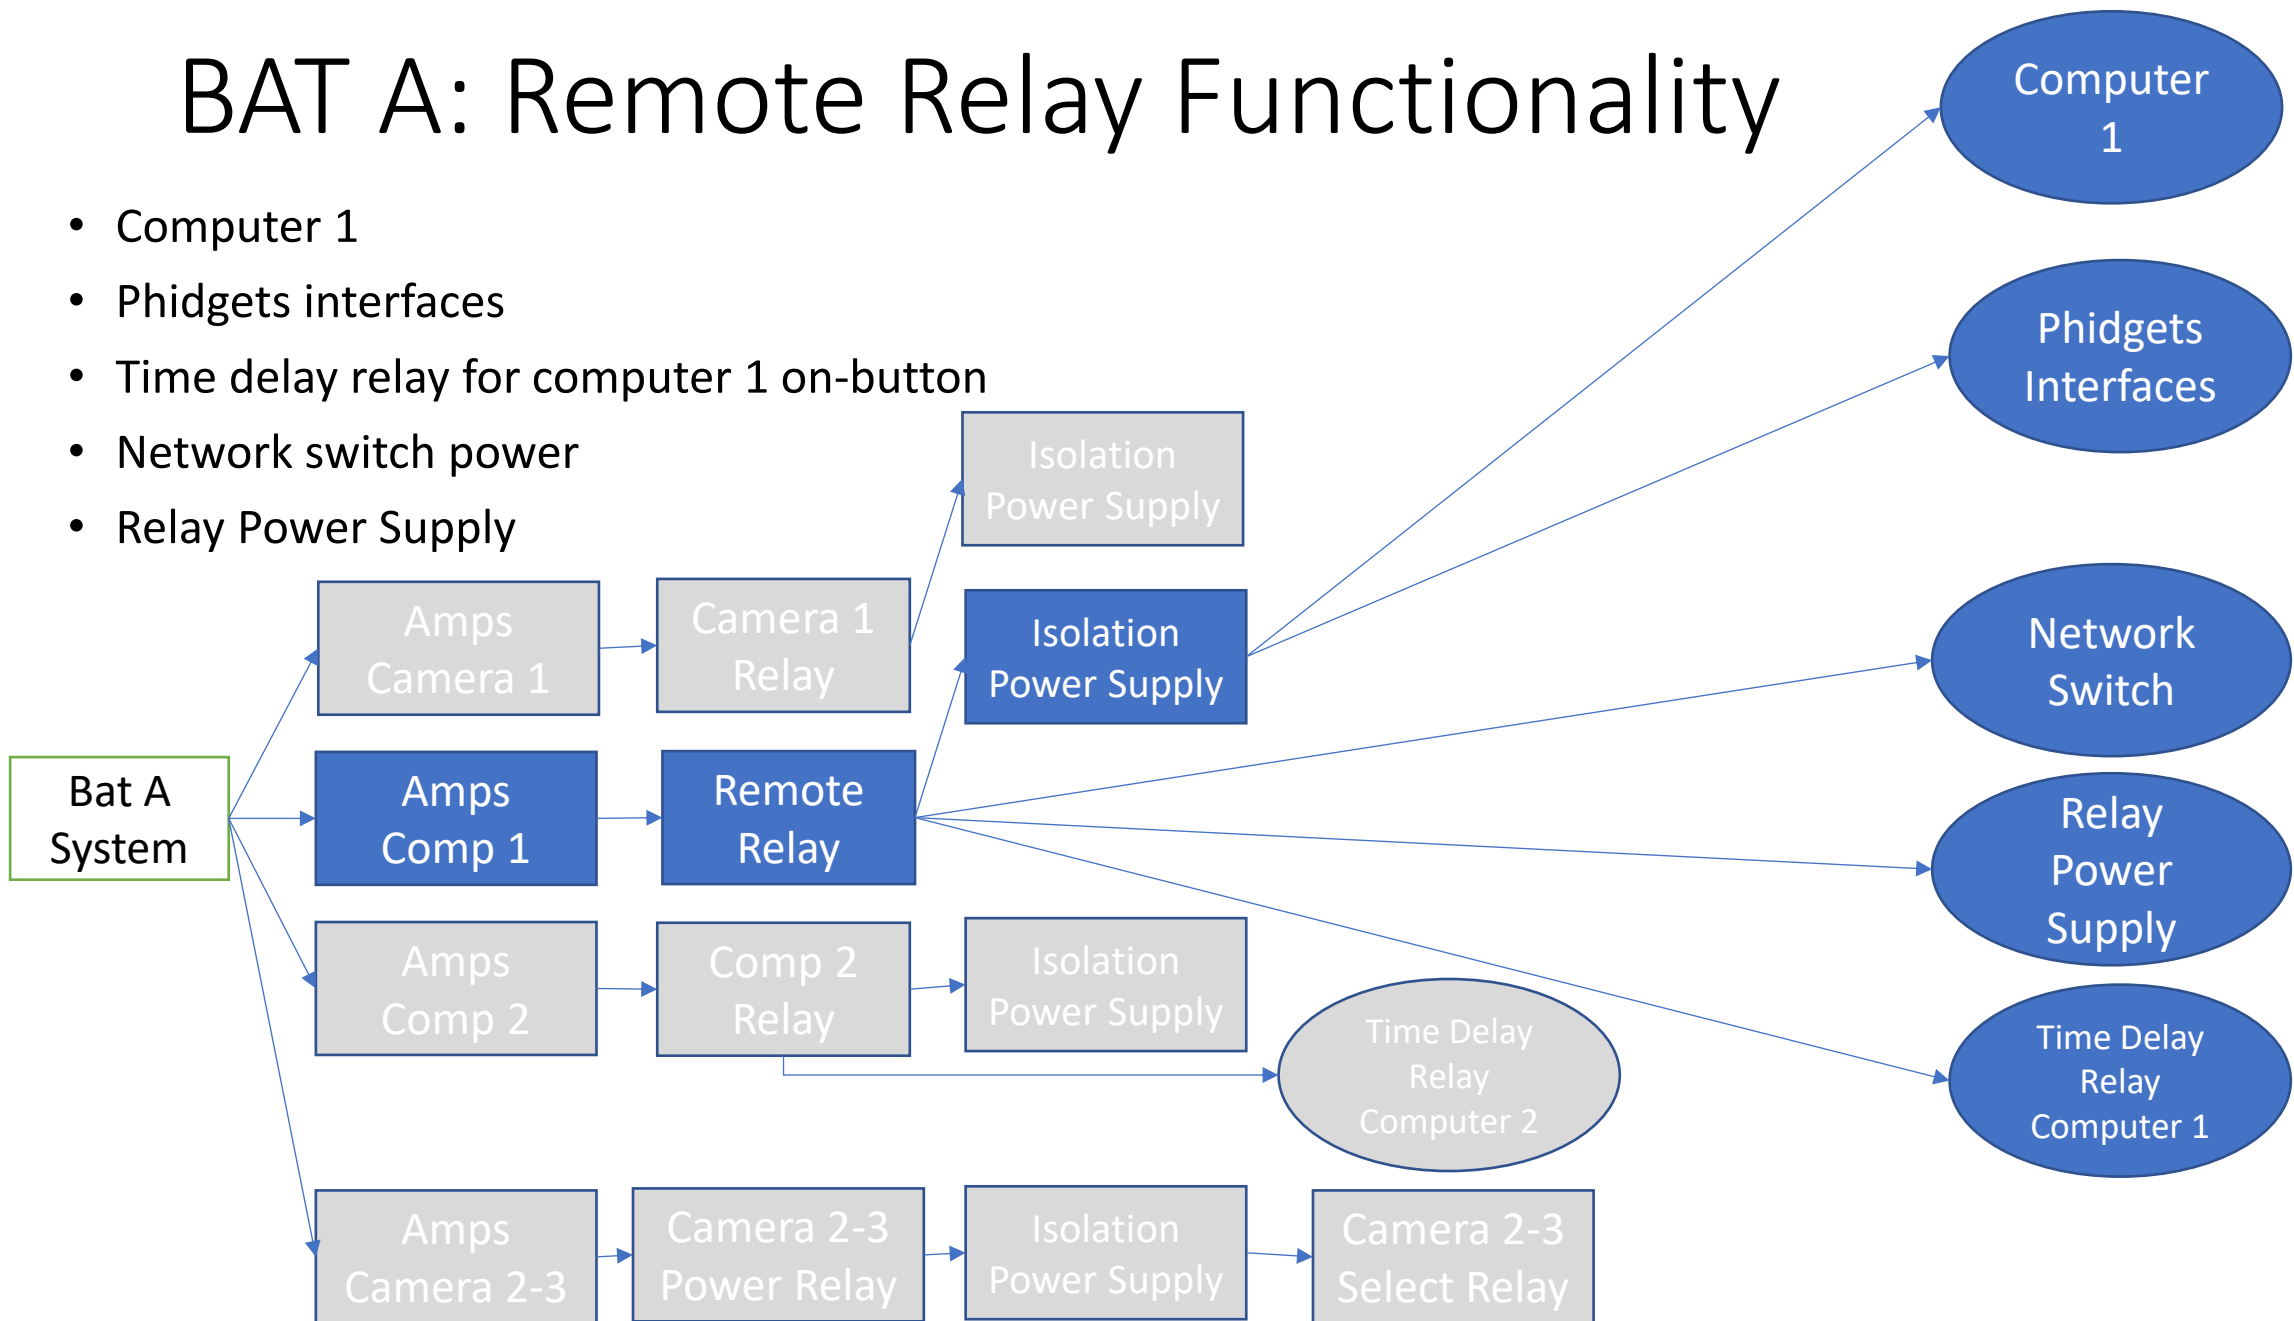 BAT A: Remote Relay Functionality
• Computer 1
• Phidgets interfaces
• Time delay relay for computer 1 on-button
• Network switch power
• Relay Power Supply
Computer
1
Phidgets
Interfaces
Isolation
Power Supply
Amps
Camera 1
Camera 1
Relay
Isolation
Power Supply
Network
Switch
Bat A
System
Amps
Comp 1
Remote
Relay
Relay
Power
Supply
Amps
Comp 2
Comp 2
Relay
Isolation
Power Supply
Time Delay
Relay
Computer 2
Time Delay
Relay
Computer 1
Amps
Camera 2-3
Camera 2-3
Power Relay
Isolation
Power Supply
Camera 2-3
Select Relay